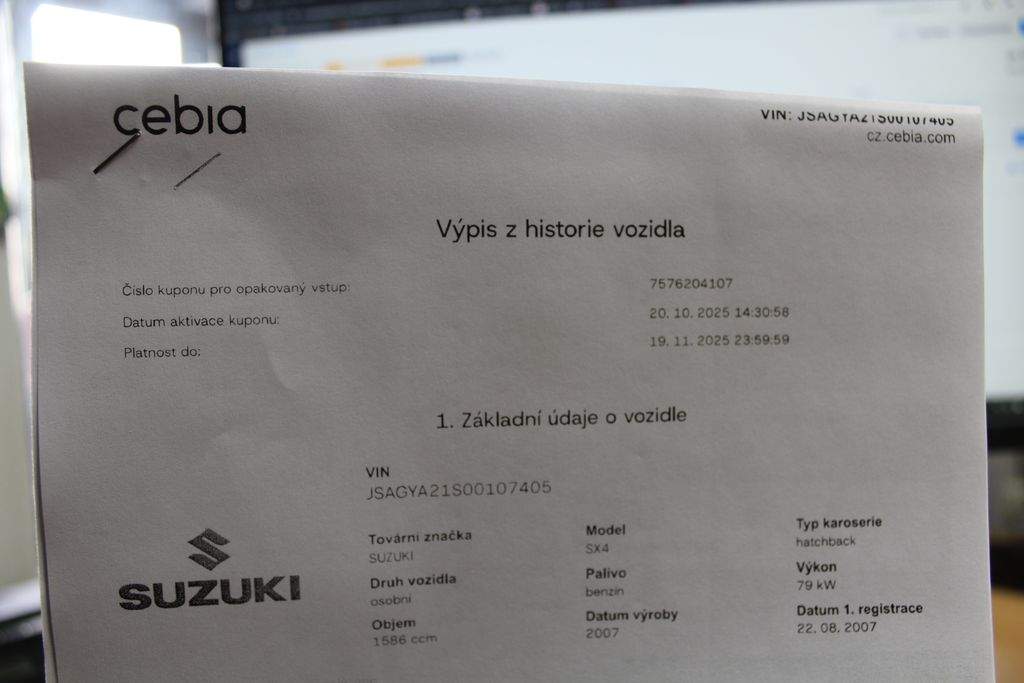 cebia
VIN: JSAGYA21S00107405
cz.cebia.com
Výpis z historie vozidla
Číslo kuponu pro opakovaný vstup: 7576204107
Datum aktivace kuponu: 20. 10. 2025 14:30:58
Platnost do: 19. 11. 2025 23:59:59
1. Základní údaje o vozidle
VIN
JSAGYA21S00107405
SUZUKI
Tovární značka Model Typ karoserie
SUZUKI SX4 hatchback
Druh vozidla Palivo Výkon
osobní benzin 79 kW
Objem Datum výroby Datum 1. registrace
1586 ccm 2007 22. 08. 2007